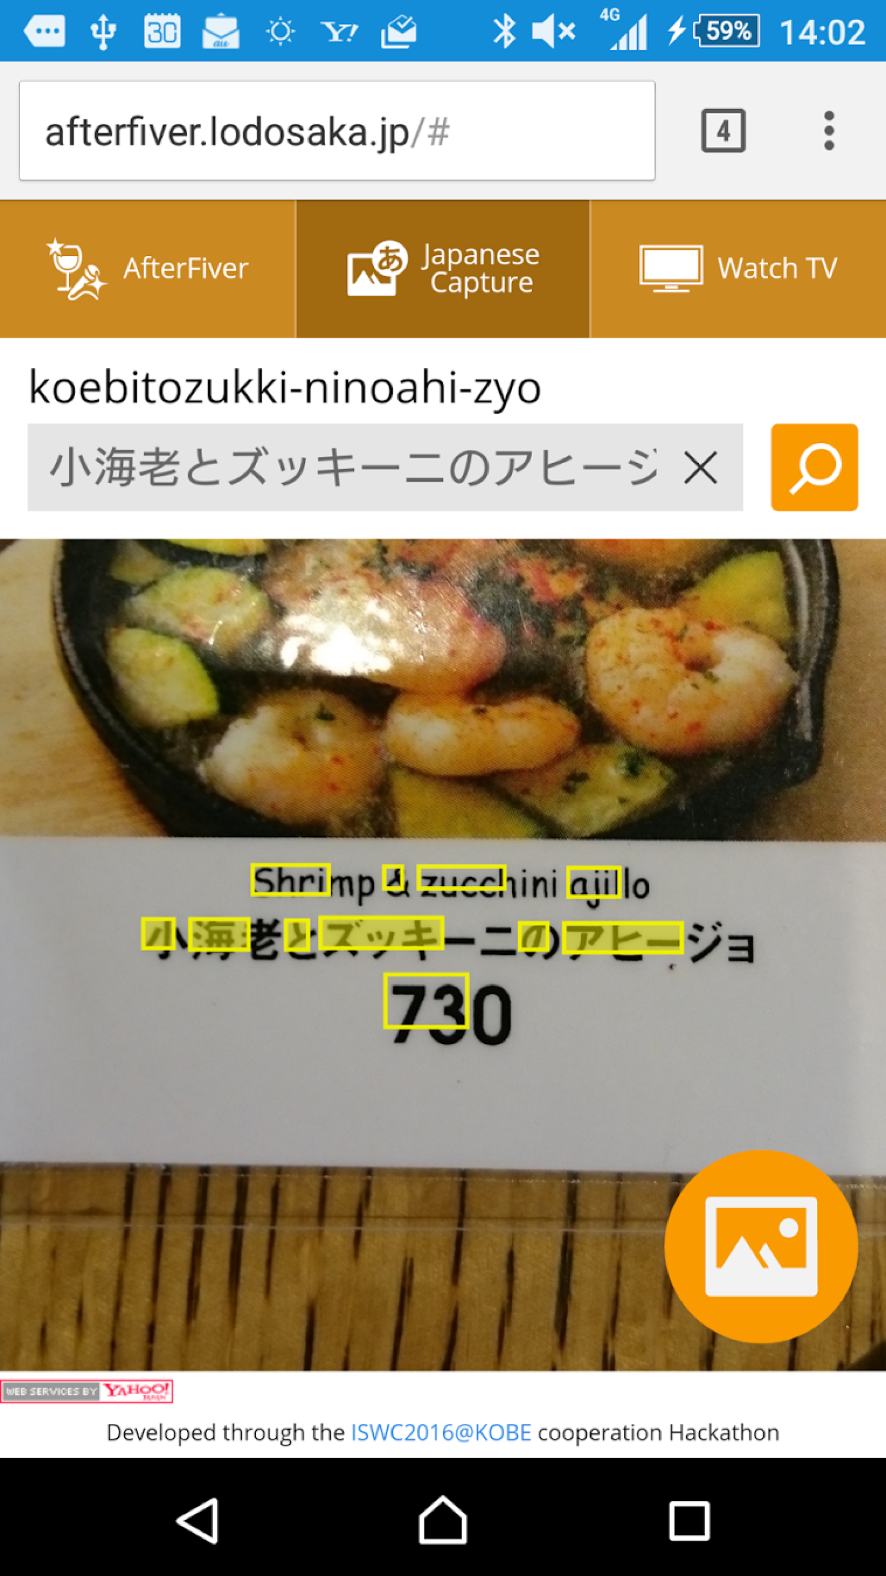 30
au
Y!
4G
59%
14:02
afterfiver.lodosaka.jp/#
4
AfterFiver
あ
Japanese
Capture
Watch TV
koebitozukki-ninoahi-zyo
小海老とズッキーニのアヒージ
Shrimp & zucchini ajillo
小海老とズッキーニのアヒージョ
730
WEB SERVICES BY YAHOO! JAPAN
Developed through the ISWC2016@KOBE cooperation Hackathon